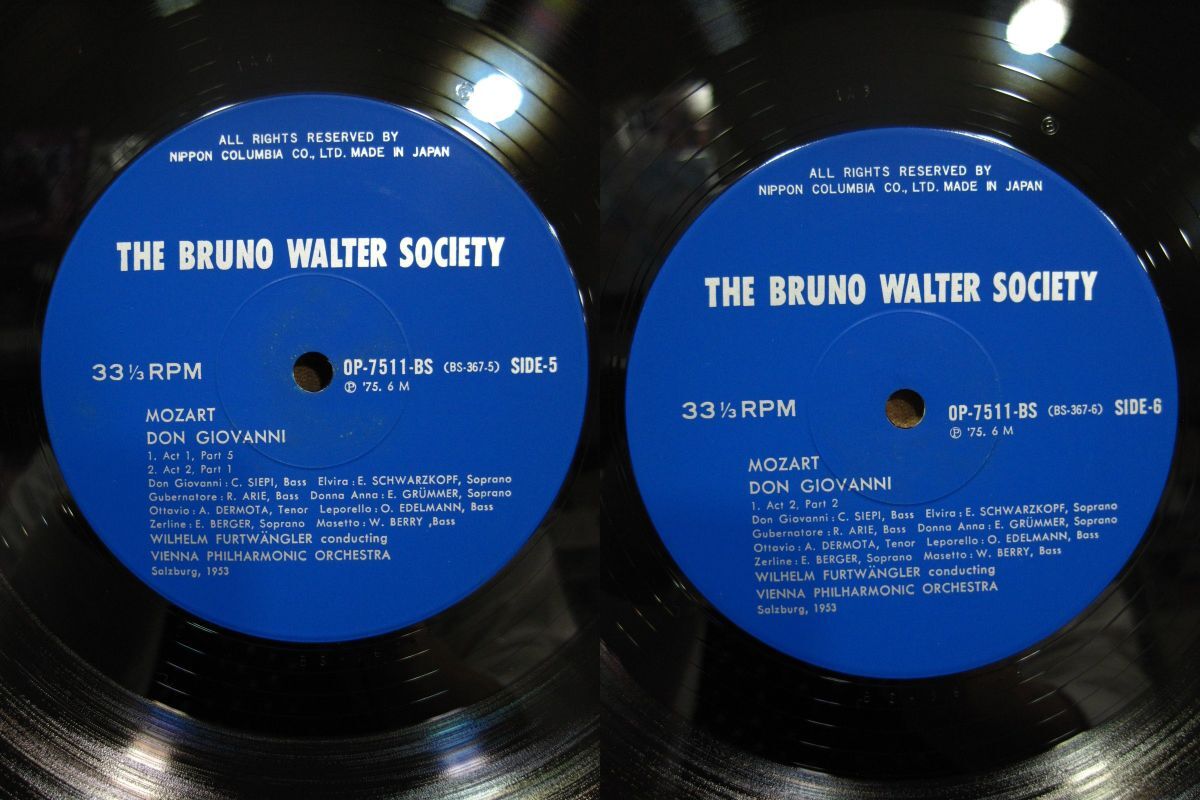 ALL RIGHTS RESERVED BY
NIPPON COLUMBIA CO., LTD. MADE IN JAPAN
THE BRUNO WALTER SOCIETY
33 1/3 RPM
OP-7511-BS (BS-367-5) SIDE-5
Ⓟ '75. 6 M
MOZART
DON GIOVANNI
1. Act 1, Part 5
2. Act 2, Part 1
Don Giovanni : C. SIEPI, Bass Elvira : E. SCHWARZKOPF, Soprano
Gubernatore : R. ARIE, Bass Donna Anna : E. GRÜMMER, Soprano
Ottavio : A. DERMOTA, Tenor Leporello : O. EDELMANN, Bass
Zerline : E. BERGER, Soprano Masetto : W. BERRY ,Bass
WILHELM FURTWÄNGLER conducting
VIENNA PHILHARMONIC ORCHESTRA
Salzburg, 1953
ALL RIGHTS RESERVED BY
NIPPON COLUMBIA CO., LTD. MADE IN JAPAN
THE BRUNO WALTER SOCIETY
33 1/3 RPM
OP-7511-BS (BS-367-6) SIDE-6
Ⓟ '75. 6 M
MOZART
DON GIOVANNI
1. Act 2, Part 2
Don Giovanni : C. SIEPI, Bass Elvira : E. SCHWARZKOPF, Soprano
Gubernatore : R. ARIE, Bass Donna Anna : E. GRÜMMER, Soprano
Ottavio : A. DERMOTA, Tenor Leporello : O. EDELMANN, Bass
Zerline : E. BERGER, Soprano Masetto : W. BERRY, Bass
WILHELM FURTWÄNGLER conducting
VIENNA PHILHARMONIC ORCHESTRA
Salzburg, 1953